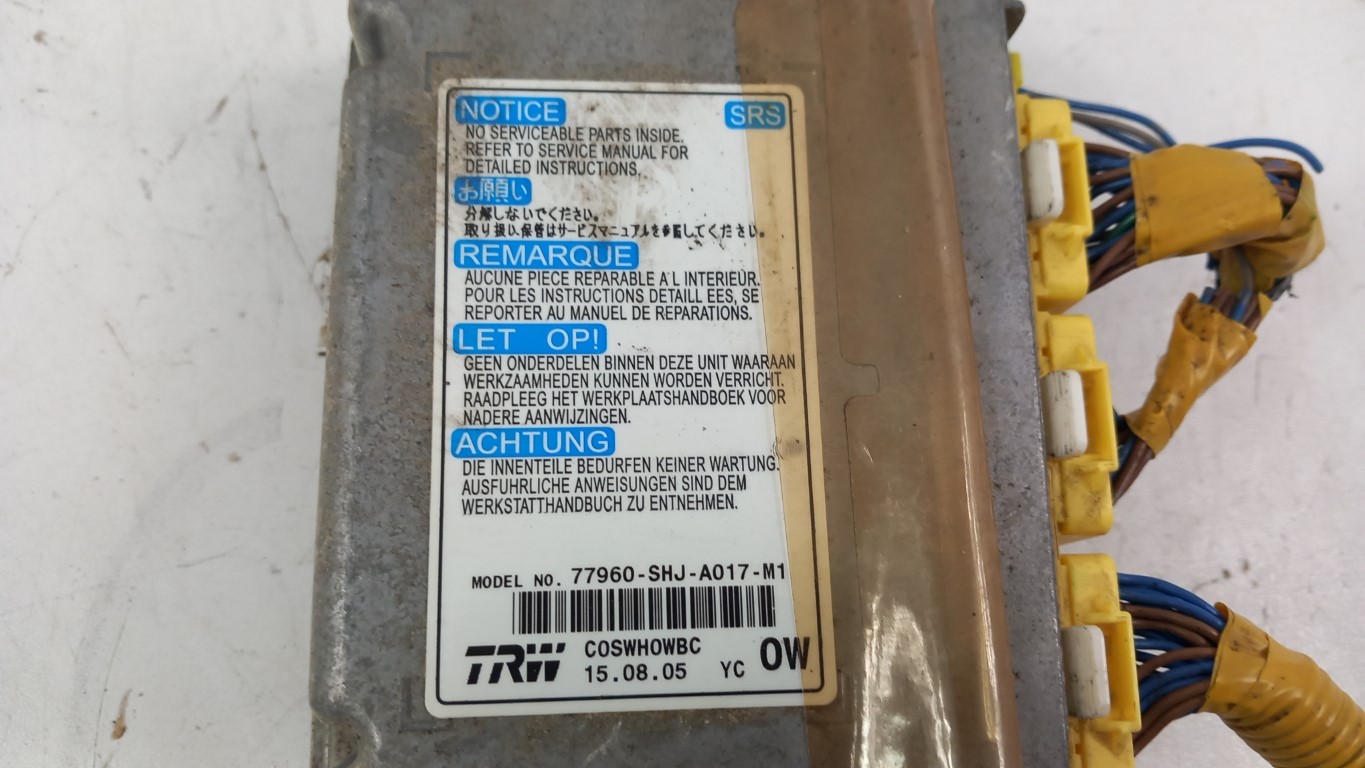 NOTICE SRS
NO SERVICEABLE PARTS INSIDE.
REFER TO SERVICE MANUAL FOR
DETAILED INSTRUCTIONS.
お願い
分解しないでください。
取り扱い保管はサービスマニュアルを参照してください。
REMARQUE
AUCUNE PIECE REPARABLE A L INTERIEUR.
POUR LES INSTRUCTIONS DETAILL EES, SE
REPORTER AU MANUEL DE REPARATIONS.
LET OP!
GEEN ONDERDELEN BINNEN DEZE UNIT WAARAAN
WERKZAAMHEDEN KUNNEN WORDEN VERRICHT.
RAADPLEEG HET WERKPLAATSHANDBOEK VOOR
NADERE AANWIJZINGEN.
ACHTUNG
DIE INNENTEILE BEDURFEN KEINER WARTUNG.
AUSFUHRLICHE ANWEISUNGEN SIND DEM
WERKSTATTHANDBUCH ZU ENTNEHMEN.
MODEL NO. 77960-SHJ-A017-M1
TRW COSWHOWBC
15.08.05 YC OW